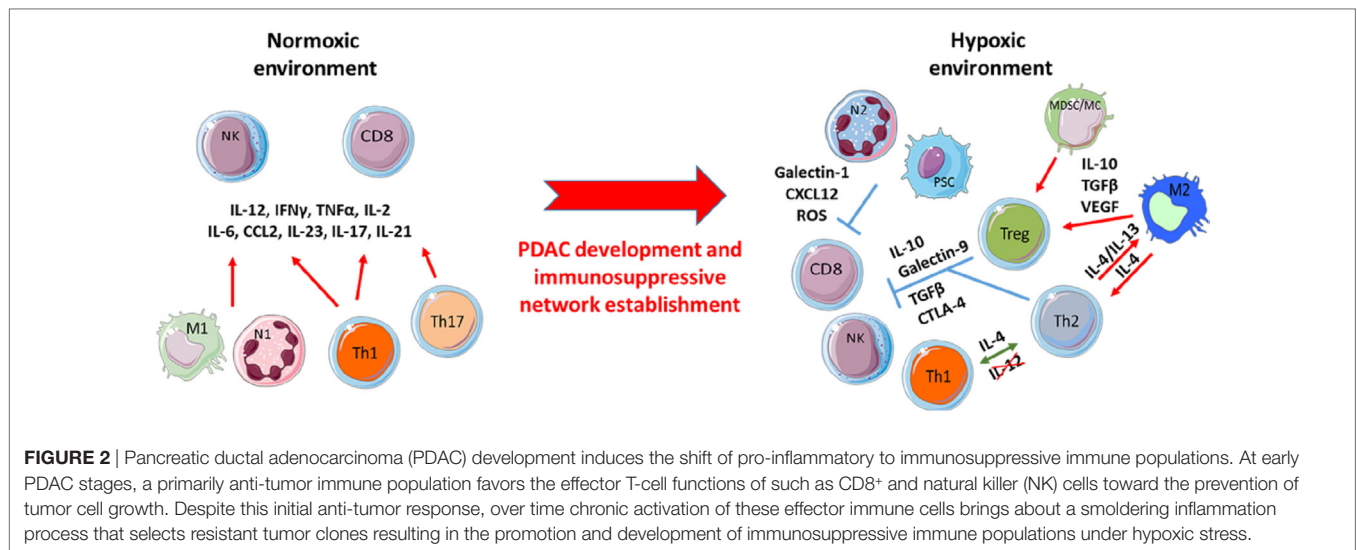 Normoxic
environment
NK
CD8
IL-12, IFNγ, TNFα, IL-2
IL-6, CCL2, IL-23, IL-17, IL-21
M1
N1
Th1
Th17
PDAC development and
immunosuppressive
network establishment
Hypoxic
environment
N2
PSC
MDSC/MC
Galectin-1
CXCL12
ROS
IL-10
TGFβ
VEGF
M2
Treg
CD8
IL-10
Galectin-9
TGFβ
CTLA-4
IL-4/IL-13
IL-4
Th2
NK
Th1
IL-4
IL-12
FIGURE 2 | Pancreatic ductal adenocarcinoma (PDAC) development induces the shift of pro-inflammatory to immunosuppressive immune populations. At early
PDAC stages, a primarily anti-tumor immune population favors the effector T-cell functions of such as CD8⁺ and natural killer (NK) cells toward the prevention of
tumor cell growth. Despite this initial anti-tumor response, over time chronic activation of these effector immune cells brings about a smoldering inflammation
process that selects resistant tumor clones resulting in the promotion and development of immunosuppressive immune populations under hypoxic stress.